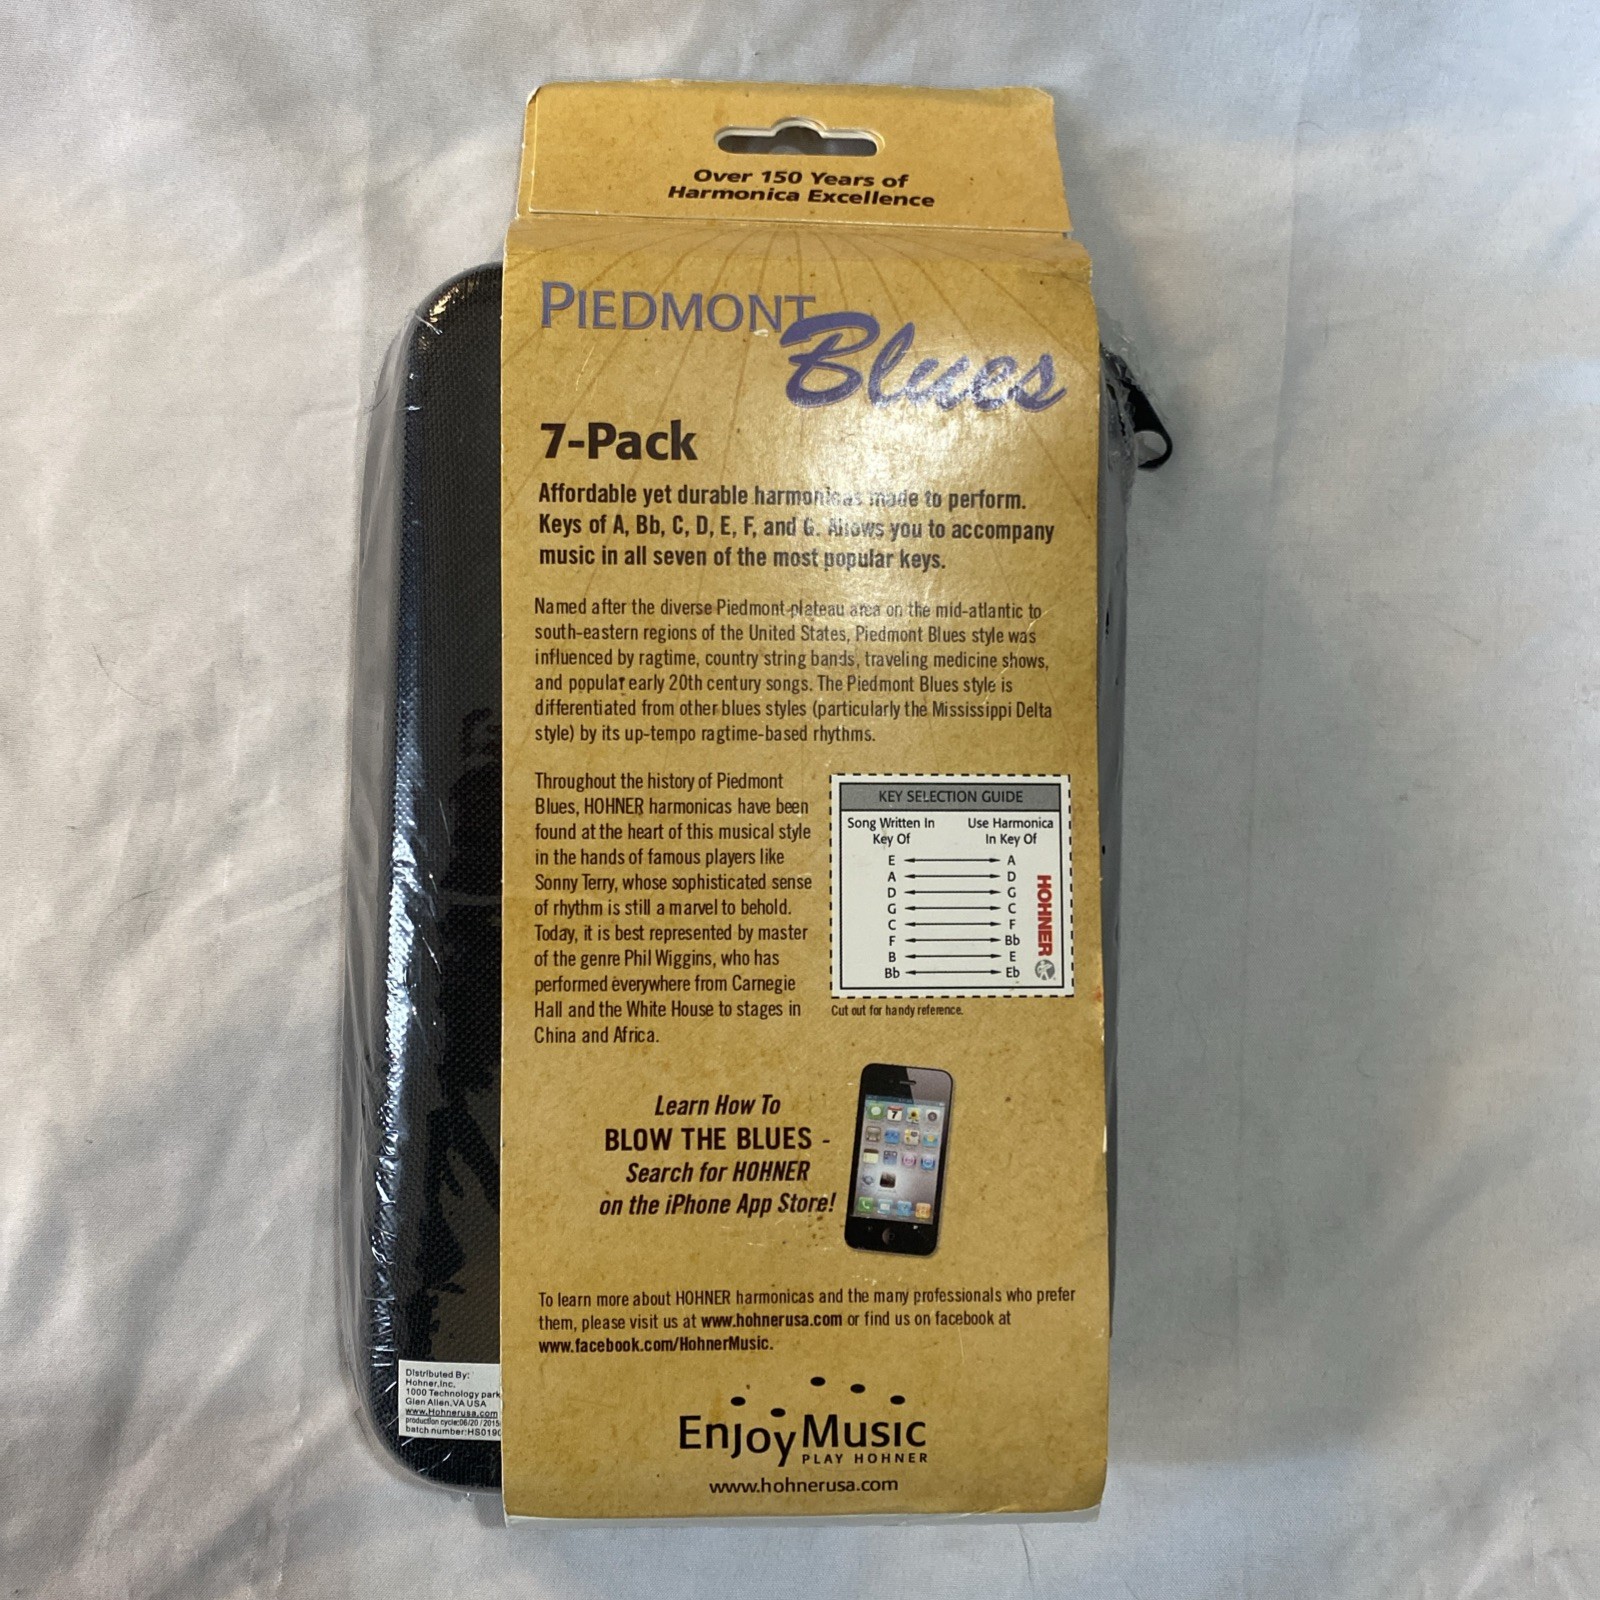 Over 150 Years of
Harmonica Excellence
PIEDMONT
Blues
7-Pack
Affordable yet durable harmonicas made to perform.
Keys of A, Bb, C, D, E, F, and G. Allows you to accompany
music in all seven of the most popular keys.
Named after the diverse Piedmont plateau area on the mid-atlantic to
south-eastern regions of the United States, Piedmont Blues style was
influenced by ragtime, country string bands, traveling medicine shows,
and popular early 20th century songs. The Piedmont Blues style is
differentiated from other blues styles (particularly the Mississippi Delta
style) by its up-tempo ragtime-based rhythms.
Throughout the history of Piedmont
Blues, HOHNER harmonicas have been
found at the heart of this musical style
in the hands of famous players like
Sonny Terry, whose sophisticated sense
of rhythm is still a marvel to behold.
Today, it is best represented by master
of the genre Phil Wiggins, who has
performed everywhere from Carnegie
Hall and the White House to stages in
China and Africa.
KEY SELECTION GUIDE
Song Written In Use Harmonica
Key Of In Key Of
E A
A D
D G
G C
C F
F Bb
B E
Bb Eb
HOHNER
Cut out for handy reference.
Learn How To
BLOW THE BLUES -
Search for HOHNER
on the iPhone App Store!
7
To learn more about HOHNER harmonicas and the many professionals who prefer
them, please visit us at www.hohnerusa.com or find us on facebook at
www.facebook.com/HohnerMusic.
Distributed By:
Hohner,Inc.
1000 Technology park
Glen Allen,VA USA
www.Hohnerusa.com
production cycle:06/20/2015
batch number:HS0190
EnjoyMusic
PLAY HOHNER
www.hohnerusa.com